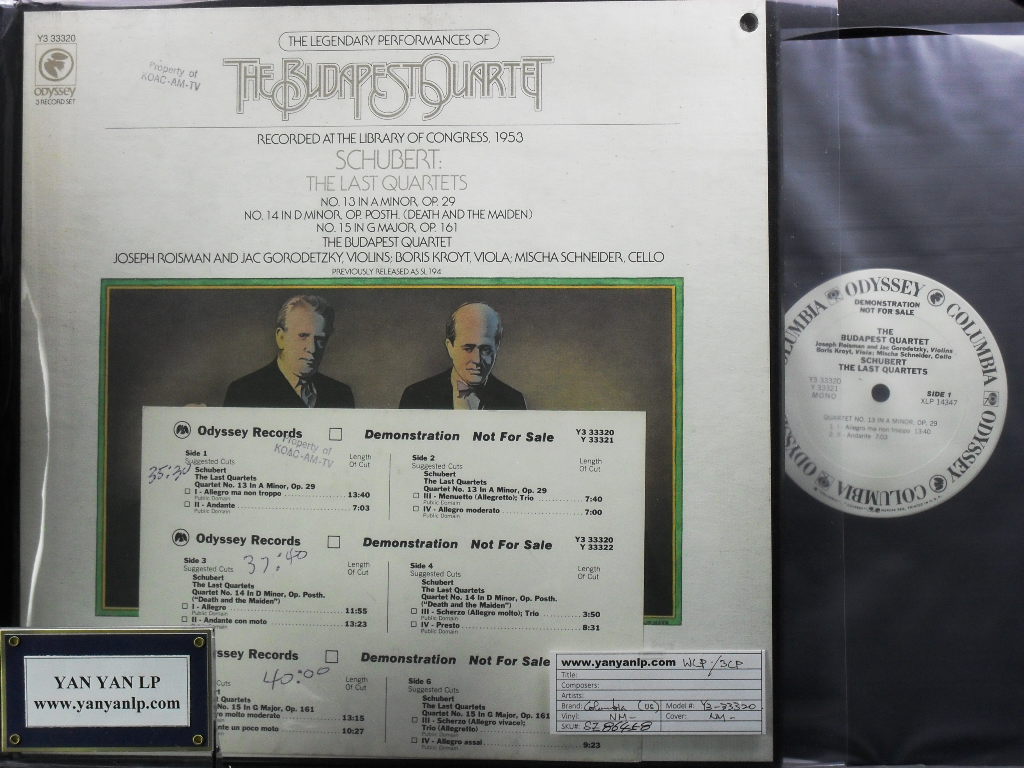 Y3 33320
Odyssey
3 RECORD SET
Property of
KOAC-AM-TV
THE LEGENDARY PERFORMANCES OF
THE BUDAPEST QUARTET
RECORDED AT THE LIBRARY OF CONGRESS, 1953
SCHUBERT:
THE LAST QUARTETS
NO. 13 IN A MINOR, OP. 29
NO. 14 IN D MINOR, OP. POSTH. (DEATH AND THE MAIDEN)
NO. 15 IN G MAJOR, OP. 161
THE BUDAPEST QUARTET
JOSEPH ROISMAN AND JAC GORODETZKY, VIOLINS; BORIS KROYT, VIOLA; MISCHA SCHNEIDER, CELLO
PREVIOUSLY RELEASED AS SL 194
Odyssey Records Demonstration Not For Sale Y3 33320
Y 33321
Property of
KOAC-AM-TV
35:30
Side 1
Suggested Cuts
Length
Of Cut
Schubert
The Last Quartets
Quartet No. 13 In A Minor, Op. 29
I - Allegro ma non troppo 13:40
Public Domain
II - Andante 7:03
Public Domain
Side 2
Suggested Cuts
Length
Of Cut
Schubert
The Last Quartets
Quartet No. 13 In A Minor, Op. 29
III - Menuetto (Allegretto); Trio 7:40
Public Domain
IV - Allegro moderato 7:00
Public Domain
Odyssey Records Demonstration Not For Sale Y3 33320
Y 33322
37:40
Side 3
Suggested Cuts
Length
Of Cut
Schubert
The Last Quartets
Quartet No. 14 In D Minor, Op. Posth.
("Death and the Maiden")
I - Allegro 11:55
Public Domain
II - Andante con moto 13:23
Public Domain
Side 4
Suggested Cuts
Length
Of Cut
Schubert
The Last Quartets
Quartet No. 14 In D Minor, Op. Posth.
("Death and the Maiden")
III - Scherzo (Allegro molto); Trio 3:50
Public Domain
IV - Presto 8:31
Public Domain
ssey Records Demonstration Not For Sale
40:00
Length
Of Cut
t Quartets
No. 15 In G Major, Op. 161
o molto moderato 13:15
nte un poco moto 10:27
Side 6
Suggested Cuts
Schubert
The Last Quartets
Quartet No. 15 In G Major, Op. 161
III - Scherzo (Allegro vivace);
Trio (Allegretto)
Public Domain
IV - Allegro assai 9:23
YAN YAN LP
www.yanyanlp.com
www.yanyanlp.com WLP/3LP
Title:
Composers:
Artists:
Brand: Columbia (US) Model #: Y3-33320
Vinyl: NM- Cover: NM-
SKU#: SZ86468
COLUMBIA ODYSSEY COLUMBIA ODYSSEY COLUMBIA ODYSSEY
DEMONSTRATION
NOT FOR SALE
THE
BUDAPEST QUARTET
Joseph Roisman and Jac Gorodetzky, Violins
Boris Kroyt, Viola; Mischa Schneider, Cello
SCHUBERT
THE LAST QUARTETS
Y3 33320
Y 33321
MONO
SIDE 1
XLP 14347
QUARTET NO. 13 IN A MINOR, OP. 29
1. I - Allegro ma non troppo 13:40
2. II - Andante 7:03